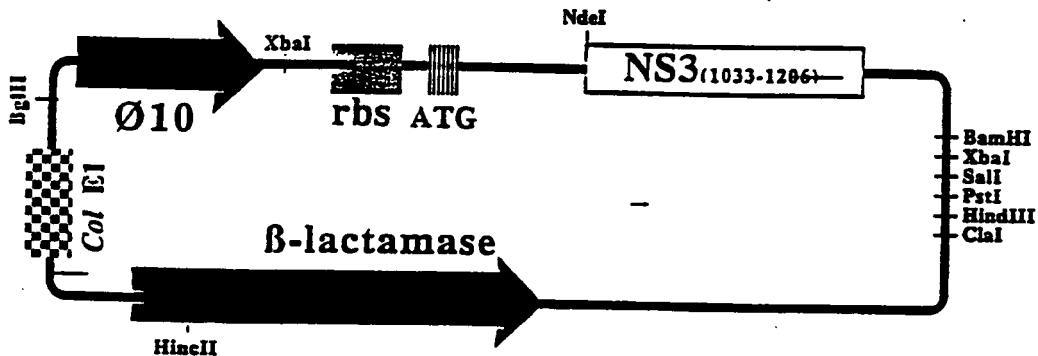 NdeI
XbaI
NS3(1033-1206)
BglII
Ø10
rbs
ATG
BamHI
XbaI
SalI
PstI
HindIII
ClaI
Col E1
ß-lactamase
HincII